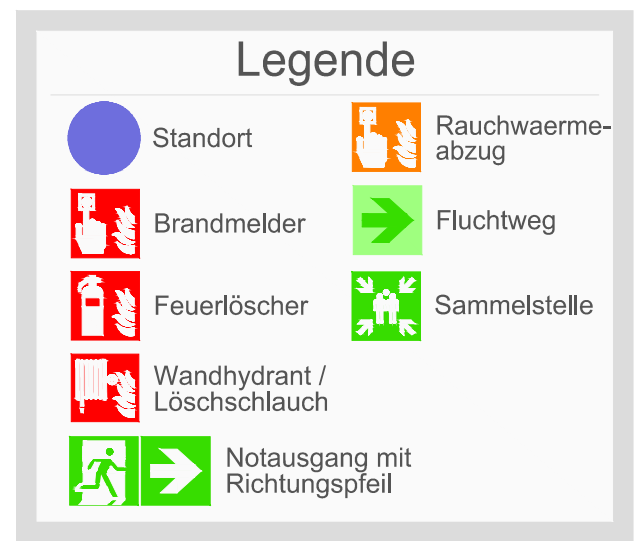 Legende
Standort
Brandmelder
Feuerlöscher
Wandhydrant /
Löschschlauch
Notausgang mit
Richtungspfeil
Rauchwaerme-
abzug
Fluchtweg
Sammelstelle